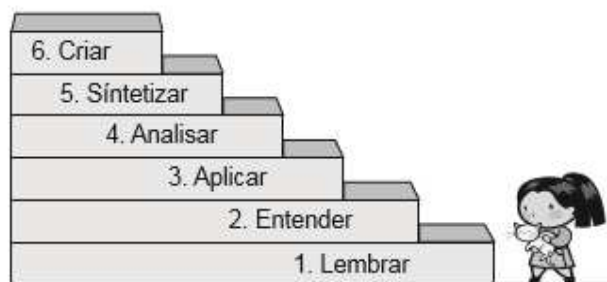 6. Criar
5. Síntetizar
4. Analisar
3. Aplicar
2. Entender
1. Lembrar